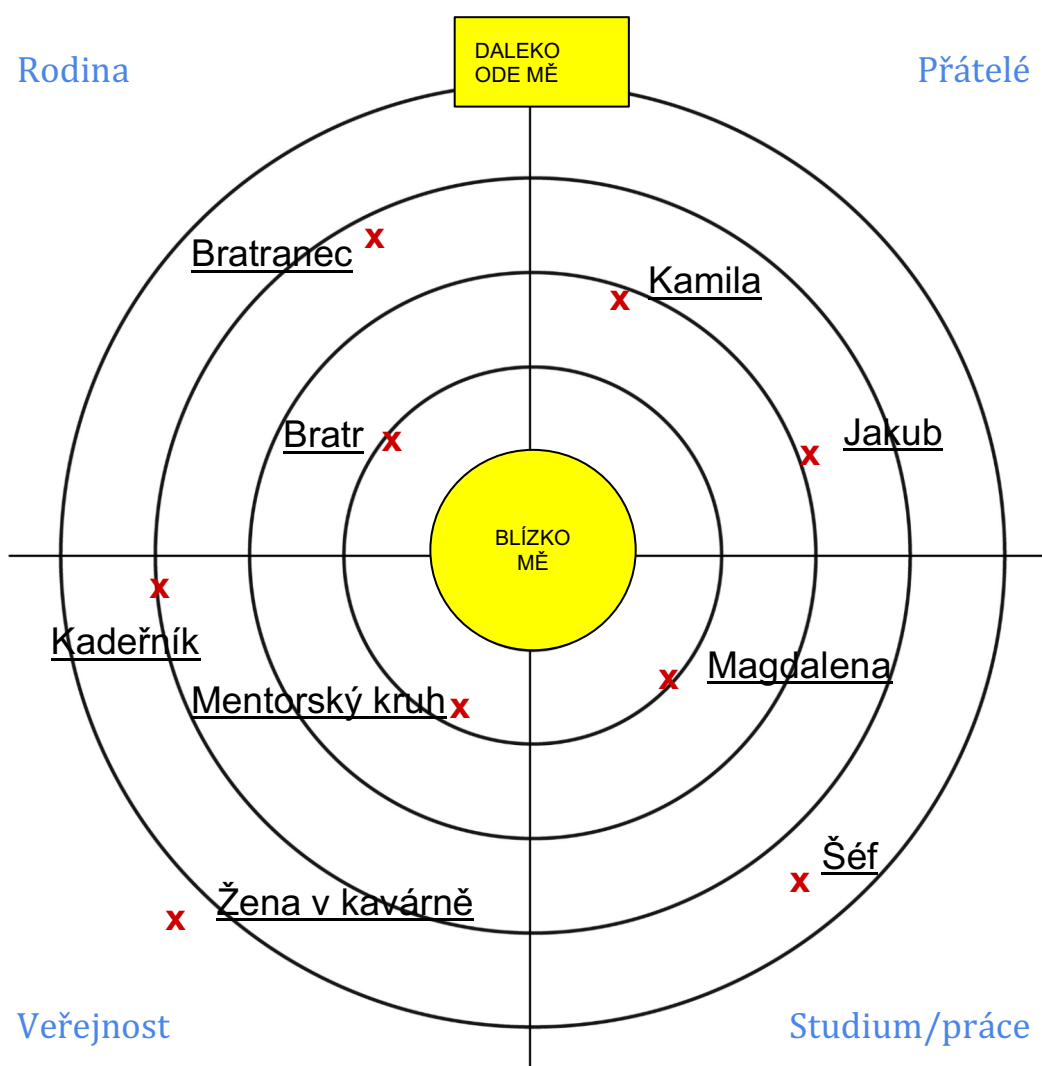 DALEKO
ODE MĚ
Rodina
Přátelé
x
Bratranec
Kamila
x
Jakub
Bratr
x
x
BLÍZKO
MĚ
x
Kadeřník
Magdalena
x
Mentorský kruh
x
Šéf
x
Žena v kavárně
x
Veřejnost
Studium/práce